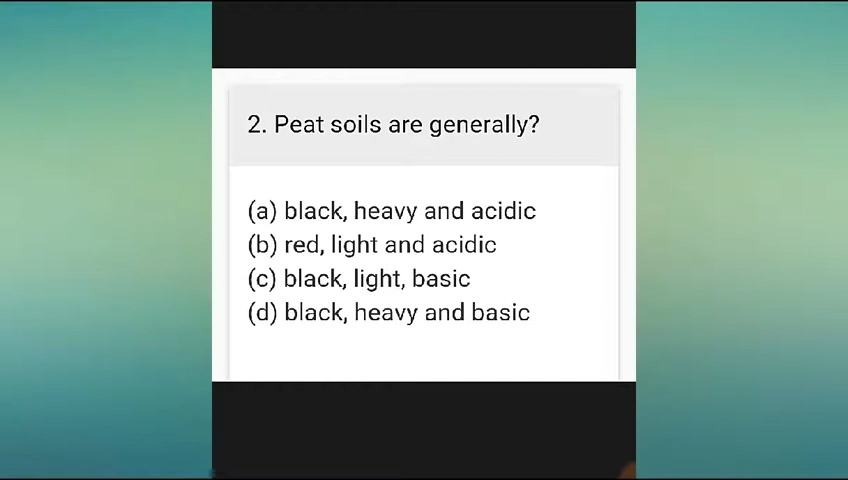 2. Peat soils are generally?
(a) black, heavy and acidic
(b) red, light and acidic
(c) black, light, basic
(d) black, heavy and basic